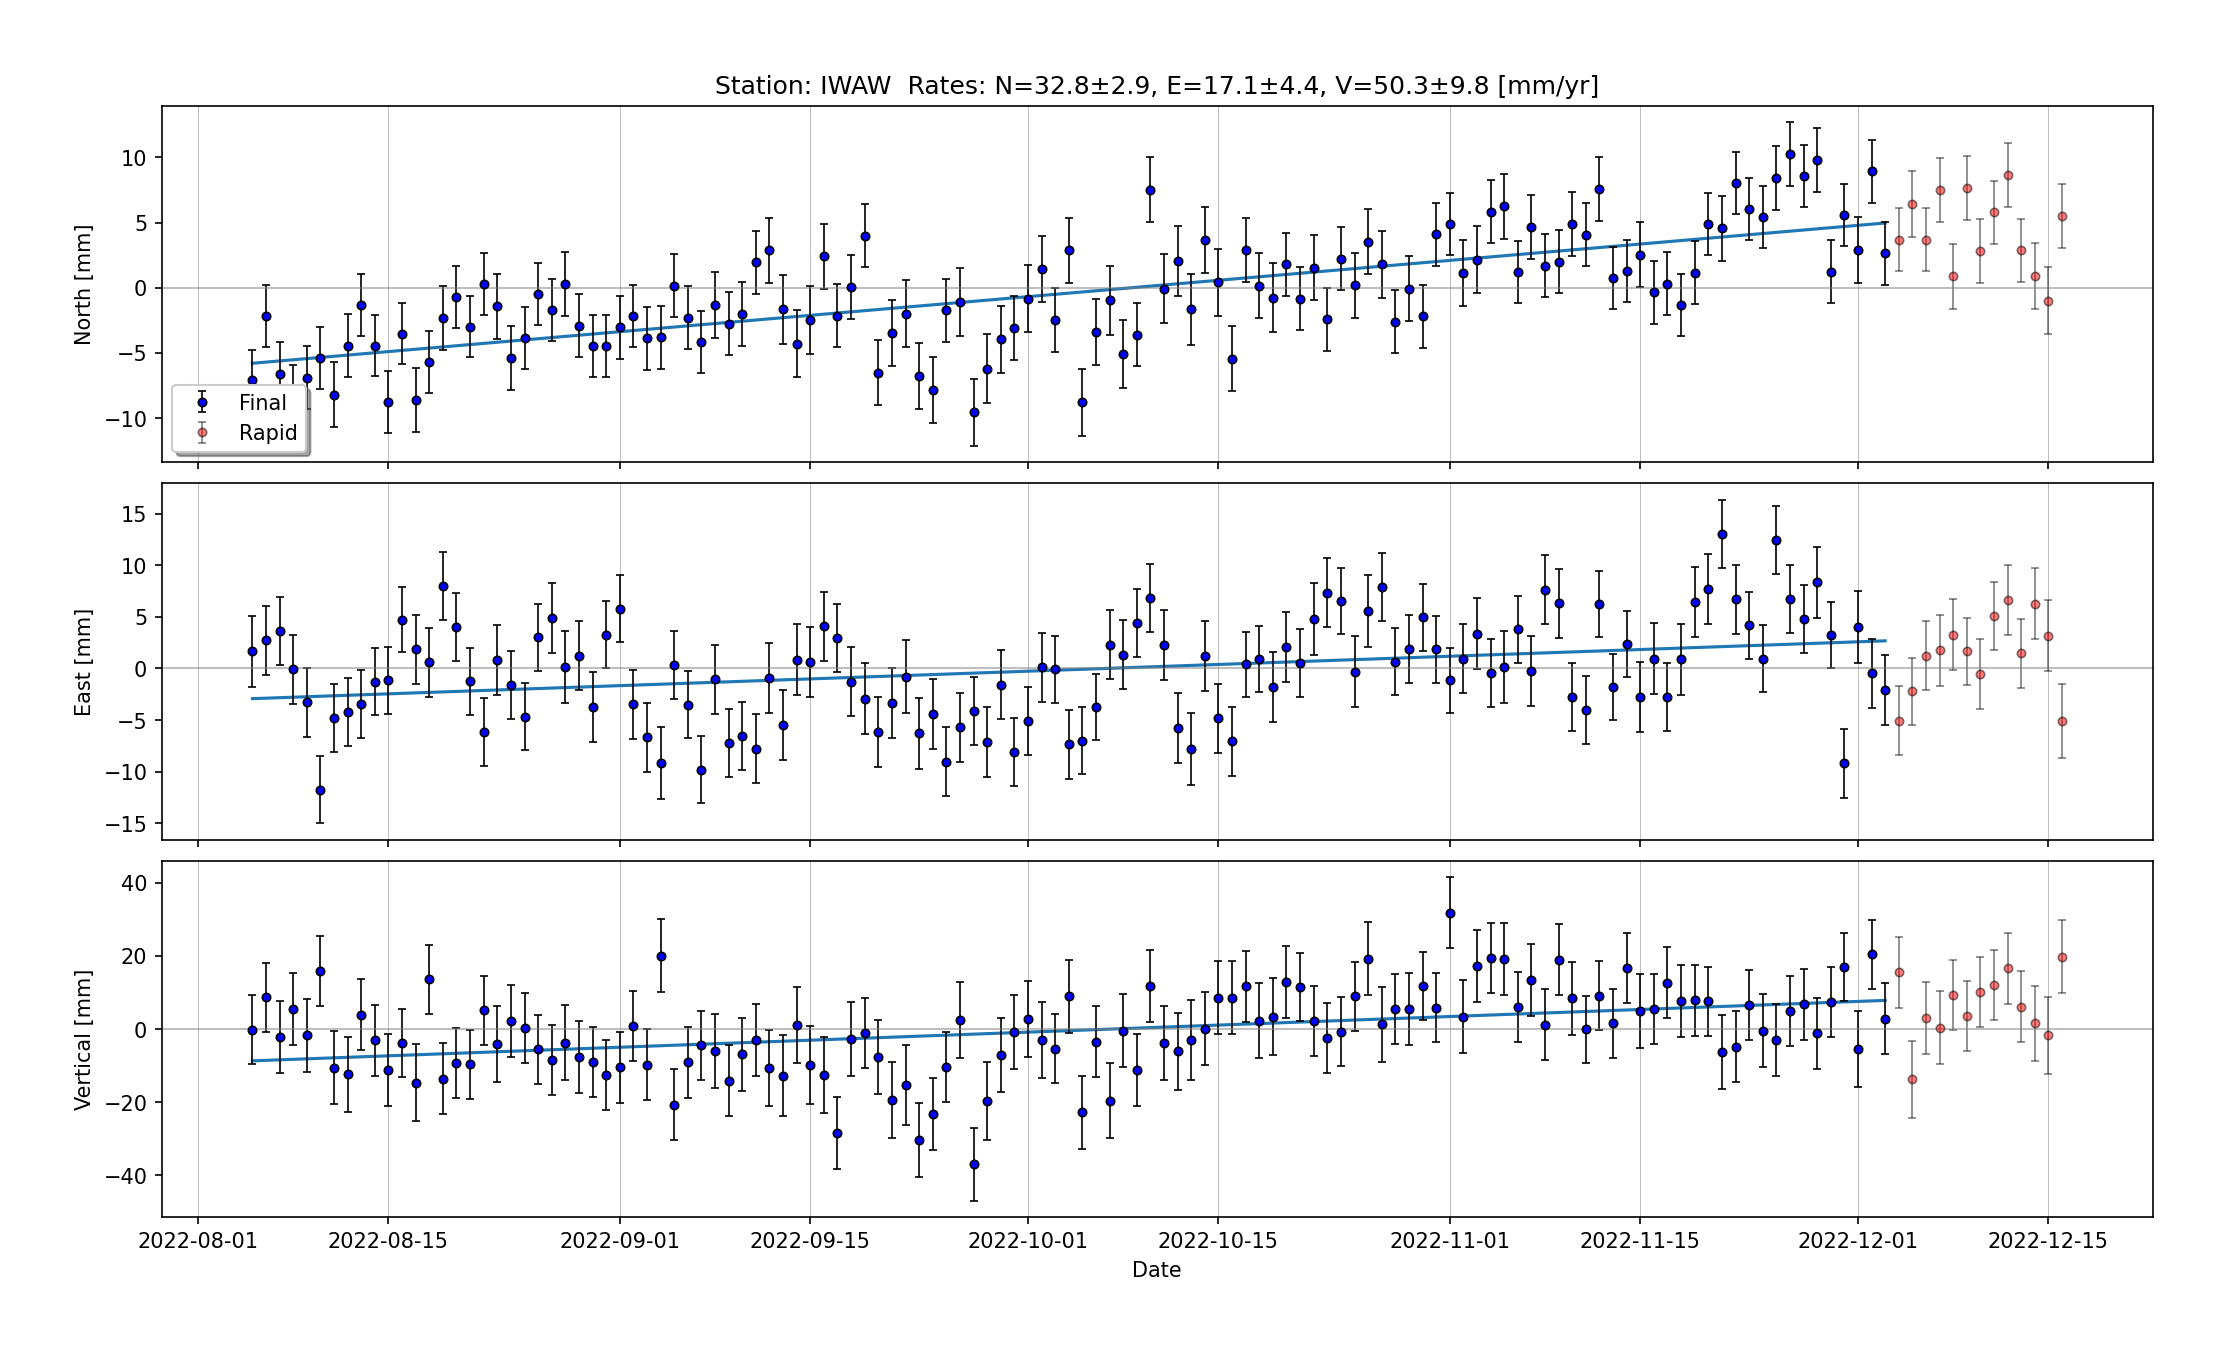 Station: IWAW  Rates: N=32.8±2.9, E=17.1±4.4, V=50.3±9.8 [mm/yr]
North [mm]
10
5
0
−5
−10
Final
Rapid
East [mm]
15
10
5
0
−5
−10
−15
Vertical [mm]
40
20
0
−20
−40
2022-08-01 2022-08-15 2022-09-01 2022-09-15 2022-10-01 2022-10-15 2022-11-01 2022-11-15 2022-12-01 2022-12-15
Date